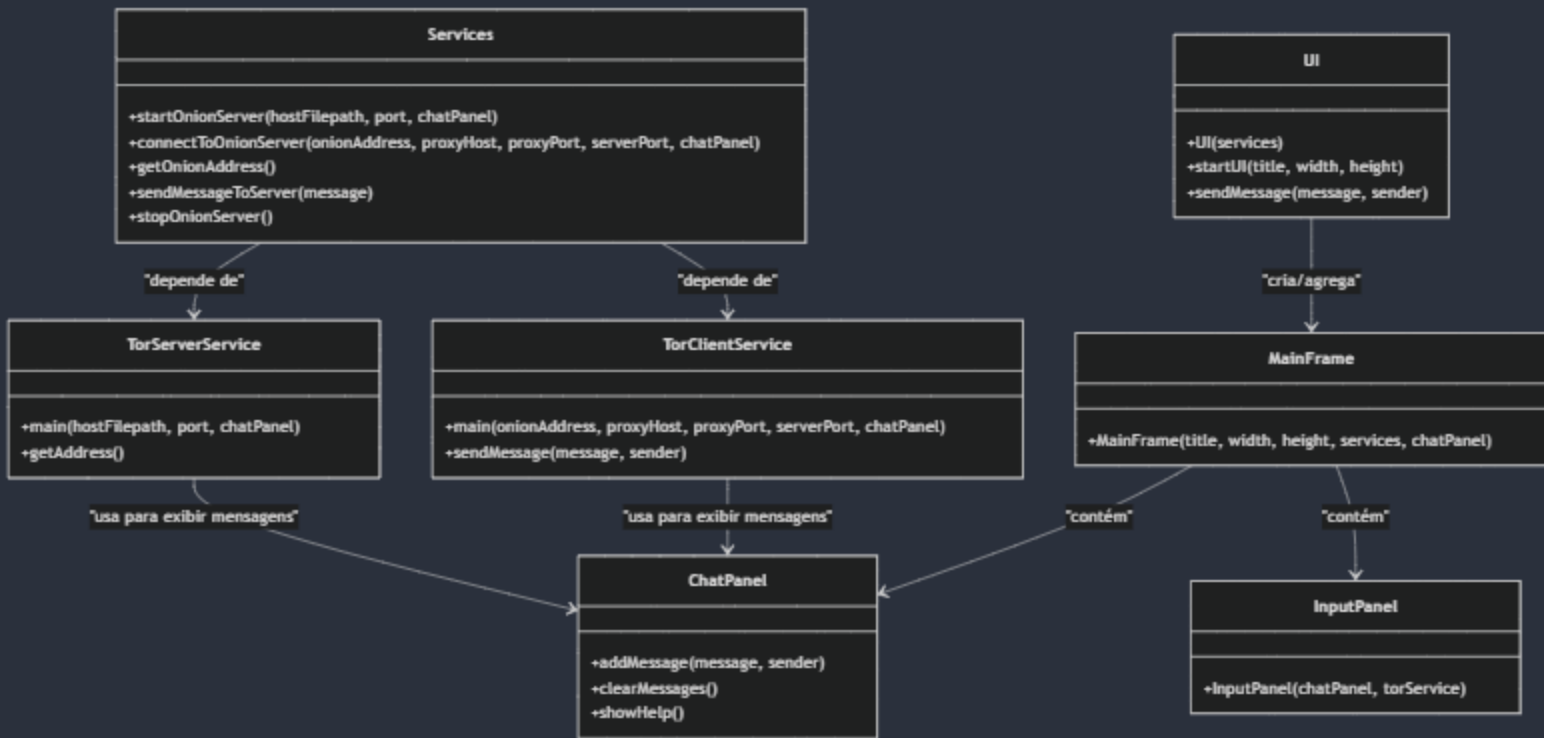 Services
+startOnionServer(hostFilepath, port, chatPanel)
+connectToOnionServer(onionAddress, proxyHost, proxyPort, serverPort, chatPanel)
+getOnionAddress()
+sendMessageToServer(message)
+stopOnionServer()
UI
+UI(services)
+startUI(title, width, height)
+sendMessage(message, sender)
"depende de"
"depende de"
"cria/agrega"
TorServerService
+main(hostFilepath, port, chatPanel)
+getAddress()
TorClientService
+main(onionAddress, proxyHost, proxyPort, serverPort, chatPanel)
+sendMessage(message, sender)
MainFrame
+MainFrame(title, width, height, services, chatPanel)
"usa para exibir mensagens"
"usa para exibir mensagens"
"contém"
"contém"
ChatPanel
+addMessage(message, sender)
+clearMessages()
+showHelp()
InputPanel
+InputPanel(chatPanel, torService)